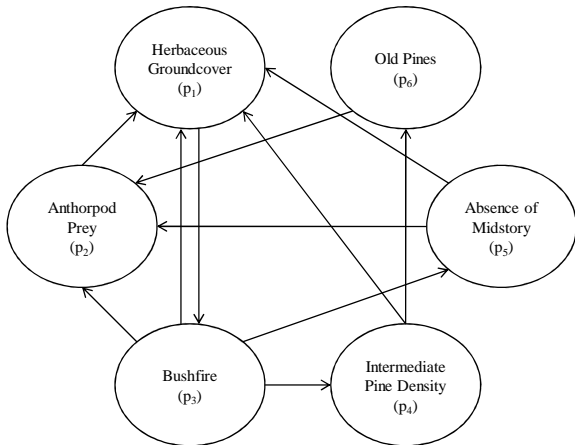 Herbaceous
Groundcover
(p₁)
Old Pines
(p₆)
Anthorpod
Prey
(p₂)
Absence of
Midstory
(p₅)
Bushfire
(p₃)
Intermediate
Pine Density
(p₄)